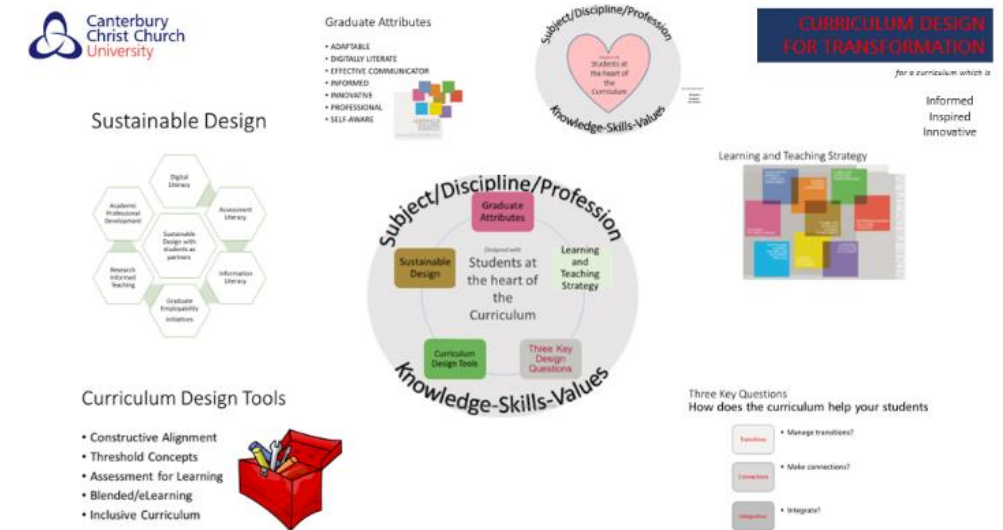 Canterbury
Christ Church
University
Graduate Attributes
• ADAPTABLE
• DIGITALLY LITERATE
• EFFECTIVE COMMUNICATOR
• INFORMED
• INNOVATIVE
• PROFESSIONAL
• SELF-AWARE
Subject/Discipline/Profession
Students at
the heart of
the
Curriculum
Knowledge-Skills-Values
CURRICULUM DESIGN
FOR TRANSFORMATION
for a curriculum which is
Informed
Inspired
Innovative
Sustainable Design
Digital
Literacy
Academic
Professional
Development
Assessment
Literacy
Sustainable
Design with
students as
partners
Research
Informed
Teaching
Information
Literacy
Graduate
Employability
Initiatives
Subject/Discipline/Profession
Graduate
Attributes
Sustainable
Design
Designed with
Students at
the heart of
the
Curriculum
Learning
and
Teaching
Strategy
Curriculum
Design Tools
Three Key
Design
Questions
Knowledge-Skills-Values
Learning and Teaching Strategy
Curriculum Design Tools
• Constructive Alignment
• Threshold Concepts
• Assessment for Learning
• Blended/eLearning
• Inclusive Curriculum
Three Key Questions
How does the curriculum help your students
Transitions
• Manage transitions?
Connections
• Make connections?
Integration
• Integrate?